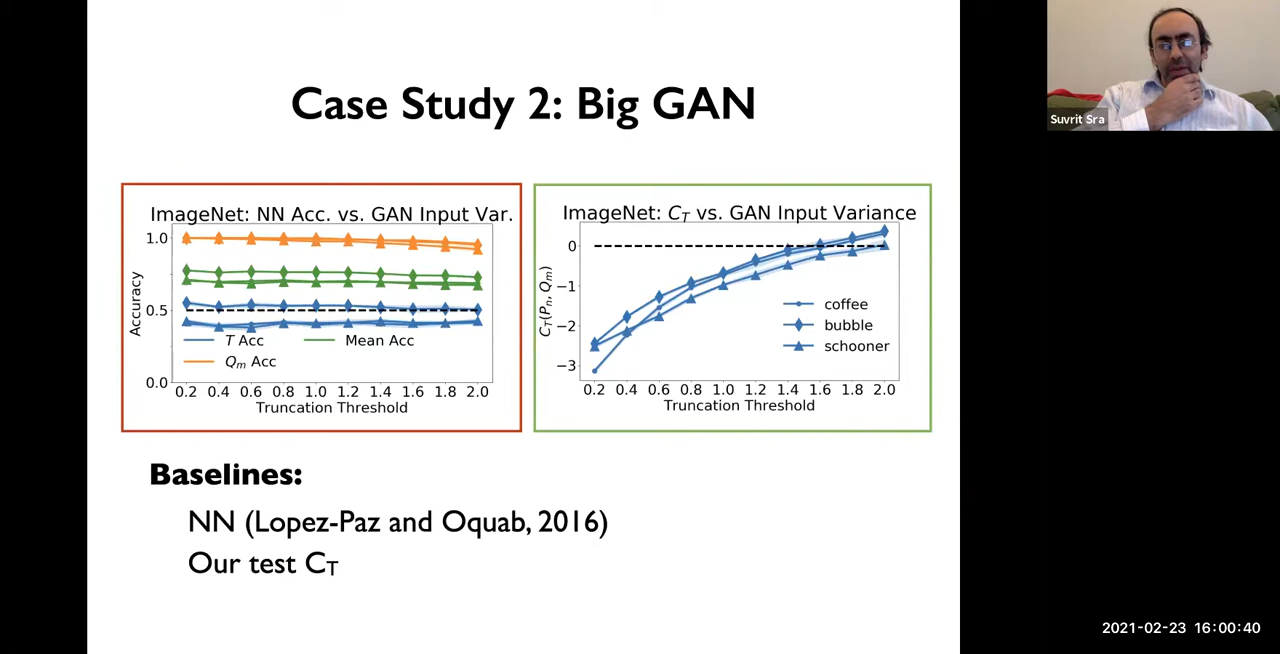 Case Study 2: Big GAN
Suvrit Sra
ImageNet: NN Acc. vs. GAN Input Var.
1.0
0.5
0.0
Accuracy
T Acc
Mean Acc
Qm Acc
0.2 0.4 0.6 0.8 1.0 1.2 1.4 1.6 1.8 2.0
Truncation Threshold
ImageNet: CT vs. GAN Input Variance
0
−1
−2
−3
CT(Pn, Qm)
coffee
bubble
schooner
0.2 0.4 0.6 0.8 1.0 1.2 1.4 1.6 1.8 2.0
Truncation Threshold
Baselines:
NN (Lopez-Paz and Oquab, 2016)
Our test CT
2021-02-23 16:00:40